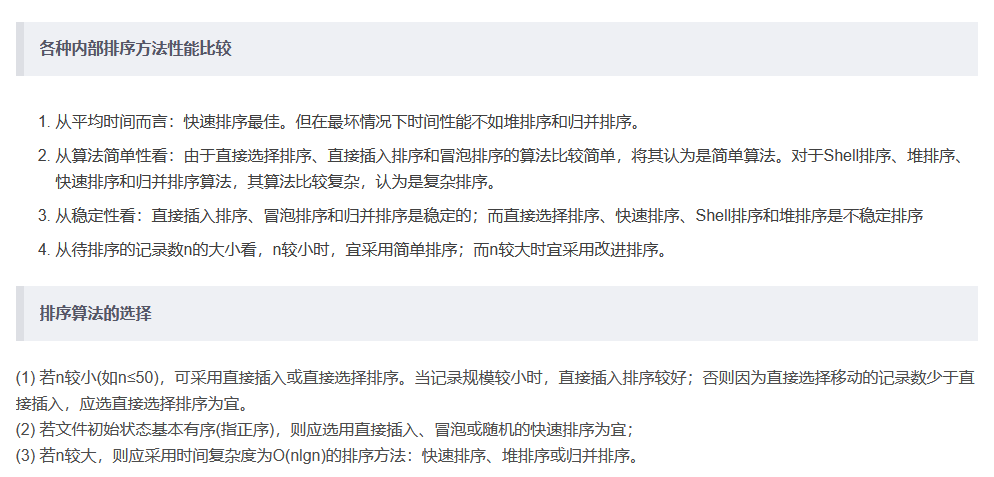 各种内部排序方法性能比较
1. 从平均时间而言：快速排序最佳。但在最坏情况下时间性能不如堆排序和归并排序。
2. 从算法简单性看：由于直接选择排序、直接插入排序和冒泡排序的算法比较简单，将其认为是简单算法。对于Shell排序、堆排序、
快速排序和归并排序算法，其算法比较复杂，认为是复杂排序。
3. 从稳定性看：直接插入排序、冒泡排序和归并排序是稳定的；而直接选择排序、快速排序、Shell排序和堆排序是不稳定排序
4. 从待排序的记录数n的大小看，n较小时，宜采用简单排序；而n较大时宜采用改进排序。
排序算法的选择
(1) 若n较小(如n≤50)，可采用直接插入或直接选择排序。当记录规模较小时，直接插入排序较好；否则因为直接选择移动的记录数少于直
接插入，应选直接选择排序为宜。
(2) 若文件初始状态基本有序(指正序)，则应选用直接插入、冒泡或随机的快速排序为宜；
(3) 若n较大，则应采用时间复杂度为O(nlgn)的排序方法：快速排序、堆排序或归并排序。